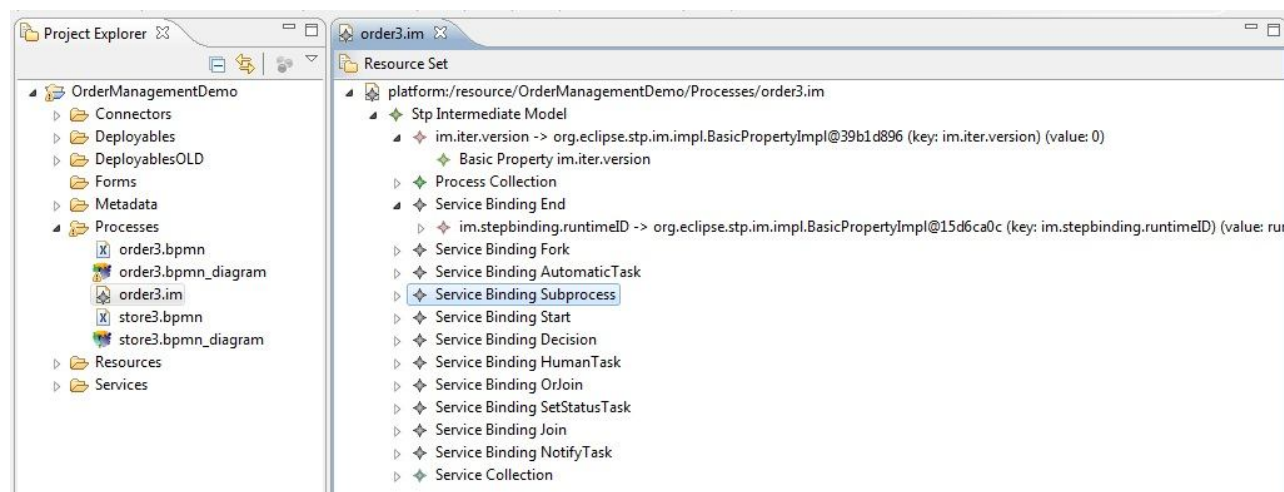 Project Explorer
OrderManagementDemo
Connectors
Deployables
DeployablesOLD
Forms
Metadata
Processes
order3.bpmn
order3.bpmn_diagram
order3.im
store3.bpmn
store3.bpmn_diagram
Resources
Services
order3.im
Resource Set
platform:/resource/OrderManagementDemo/Processes/order3.im
Stp Intermediate Model
im.iter.version -> org.eclipse.stp.im.impl.BasicPropertyImpl@39b1d896 (key: im.iter.version) (value: 0)
Basic Property im.iter.version
Process Collection
Service Binding End
im.stepbinding.runtimeID -> org.eclipse.stp.im.impl.BasicPropertyImpl@15d6ca0c (key: im.stepbinding.runtimeID) (value: run
Service Binding Fork
Service Binding AutomaticTask
Service Binding Subprocess
Service Binding Start
Service Binding Decision
Service Binding HumanTask
Service Binding OrJoin
Service Binding SetStatusTask
Service Binding Join
Service Binding NotifyTask
Service Collection